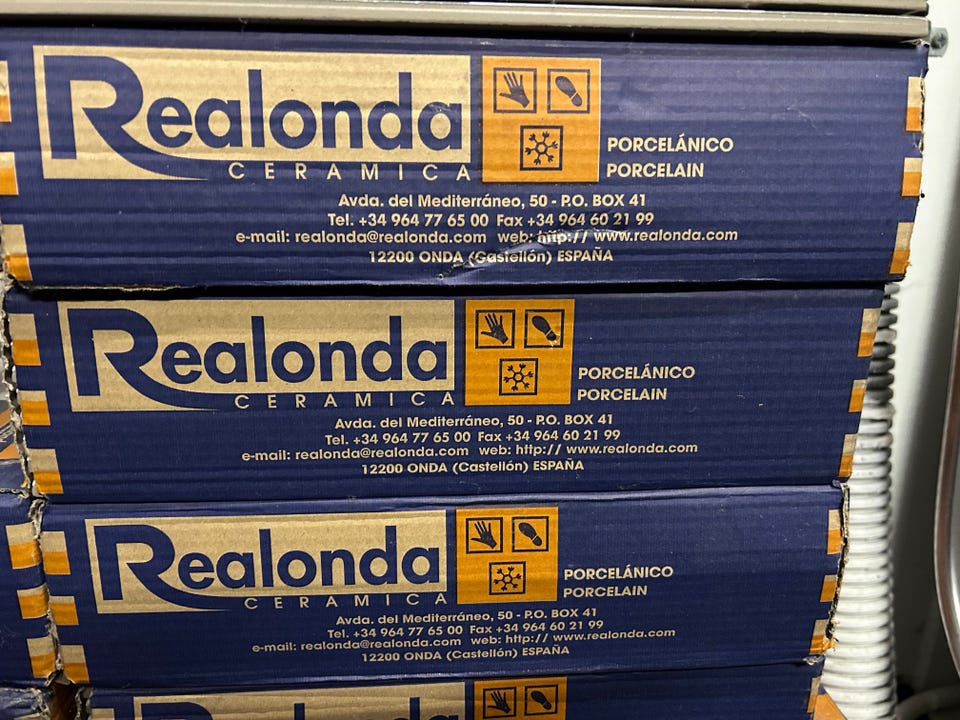 Realonda
CERAMICA
PORCELÁNICO
PORCELAIN
Avda. del Mediterráneo, 50 - P.O. BOX 41
Tel. +34 964 77 65 00 Fax +34 964 60 21 99
e-mail: realonda@realonda.com web: http:// www.realonda.com
12200 ONDA (Castellón) ESPAÑA
Realonda
CERAMICA
PORCELÁNICO
PORCELAIN
Avda. del Mediterráneo, 50 - P.O. BOX 41
Tel. +34 964 77 65 00 Fax +34 964 60 21 99
e-mail: realonda@realonda.com web: http:// www.realonda.com
12200 ONDA (Castellón) ESPAÑA
Realonda
CERAMICA
PORCELÁNICO
PORCELAIN
Avda. del Mediterráneo, 50 - P.O. BOX 41
Tel. +34 964 77 65 00 Fax +34 964 60 21 99
e-mail: realonda@realonda.com web: http:// www.realonda.com
12200 ONDA (Castellón) ESPAÑA
Realonda